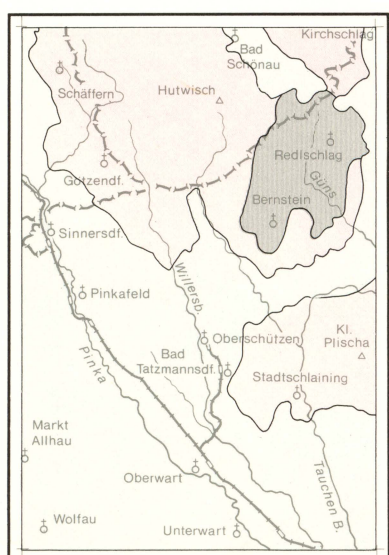 Kirchschlag
Bad
Schönau
Schäffern
Hutwisch
Redlschlag
Götzendf.
Güns
Bernstein
Sinnersdf.
Willersb.
Pinkafeld
Oberschützen
Kl.
Plischa
Bad
Tatzmannsdf.
Stadtschlaining
Pinka
Markt
Allhau
Oberwart
Tauchen B.
Wolfau
Unterwart